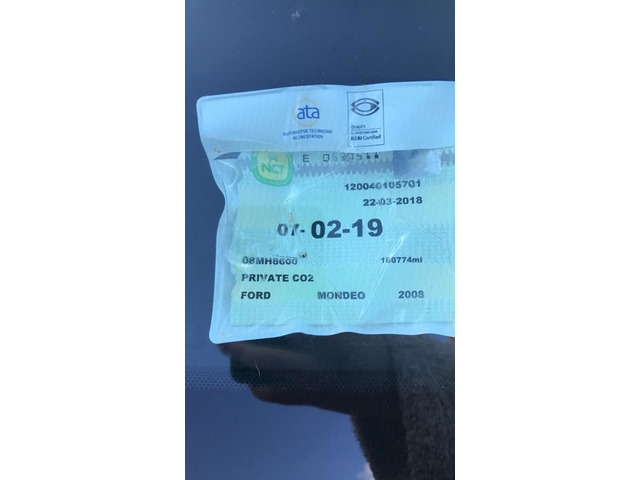 ata
AUTOMOTIVE TECHNICIAN
ACCREDITATION
QUALITY
NSAI Certified
NCT
120040105701
22-03-2018
07-02-19
08MH8600
160774mi
PRIVATE CO2
FORD MONDEO 2008